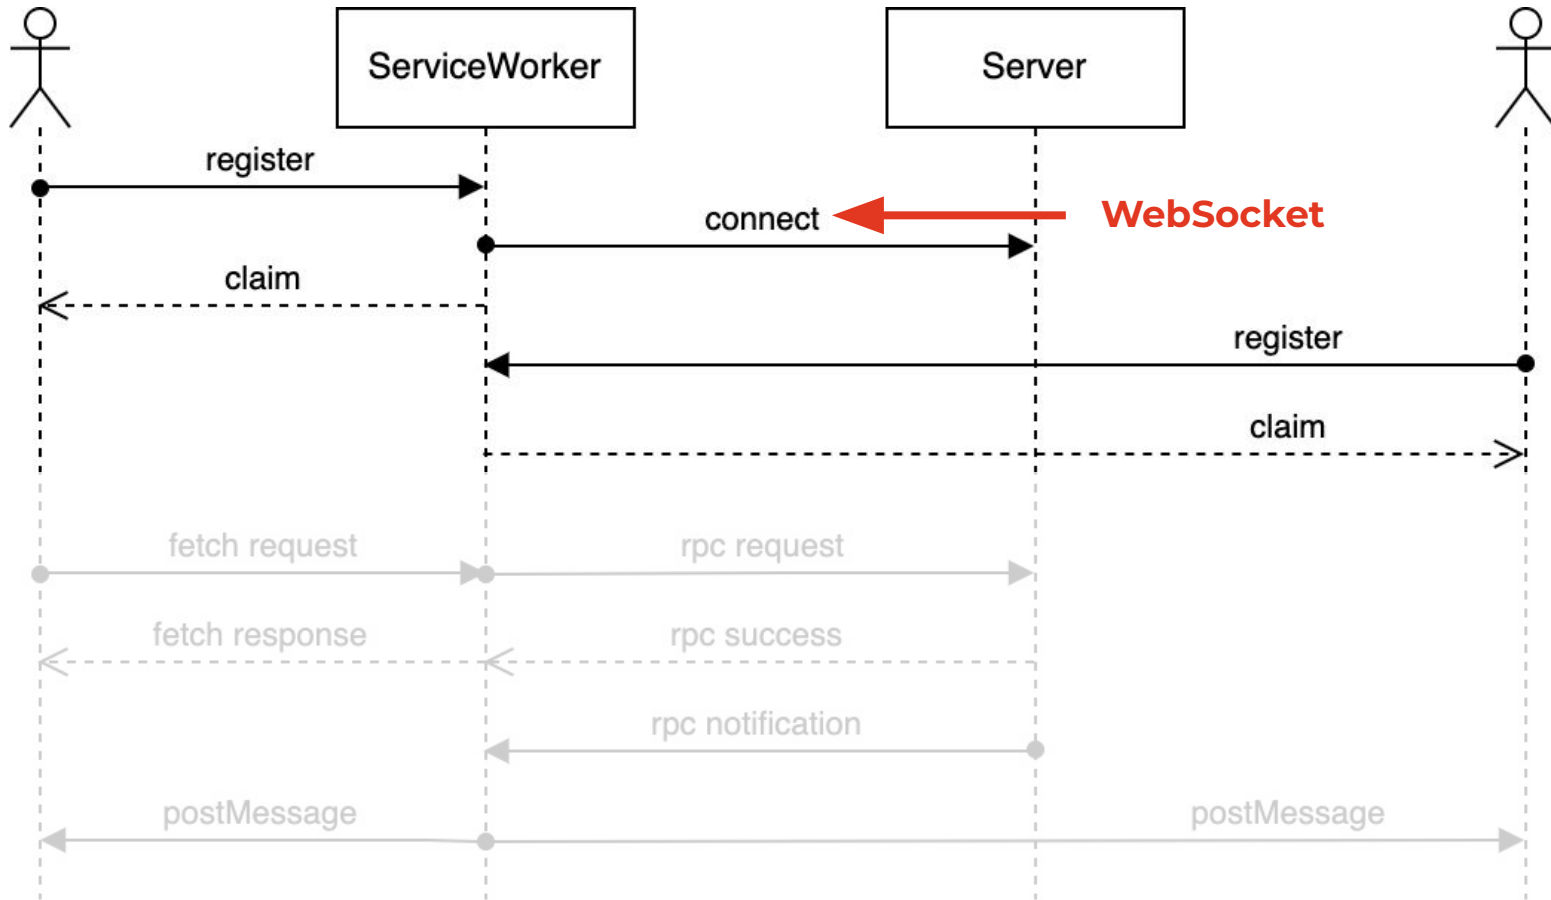 ServiceWorker
Server
register
connect
WebSocket
claim
register
claim
fetch request
rpc request
fetch response
rpc success
rpc notification
postMessage
postMessage